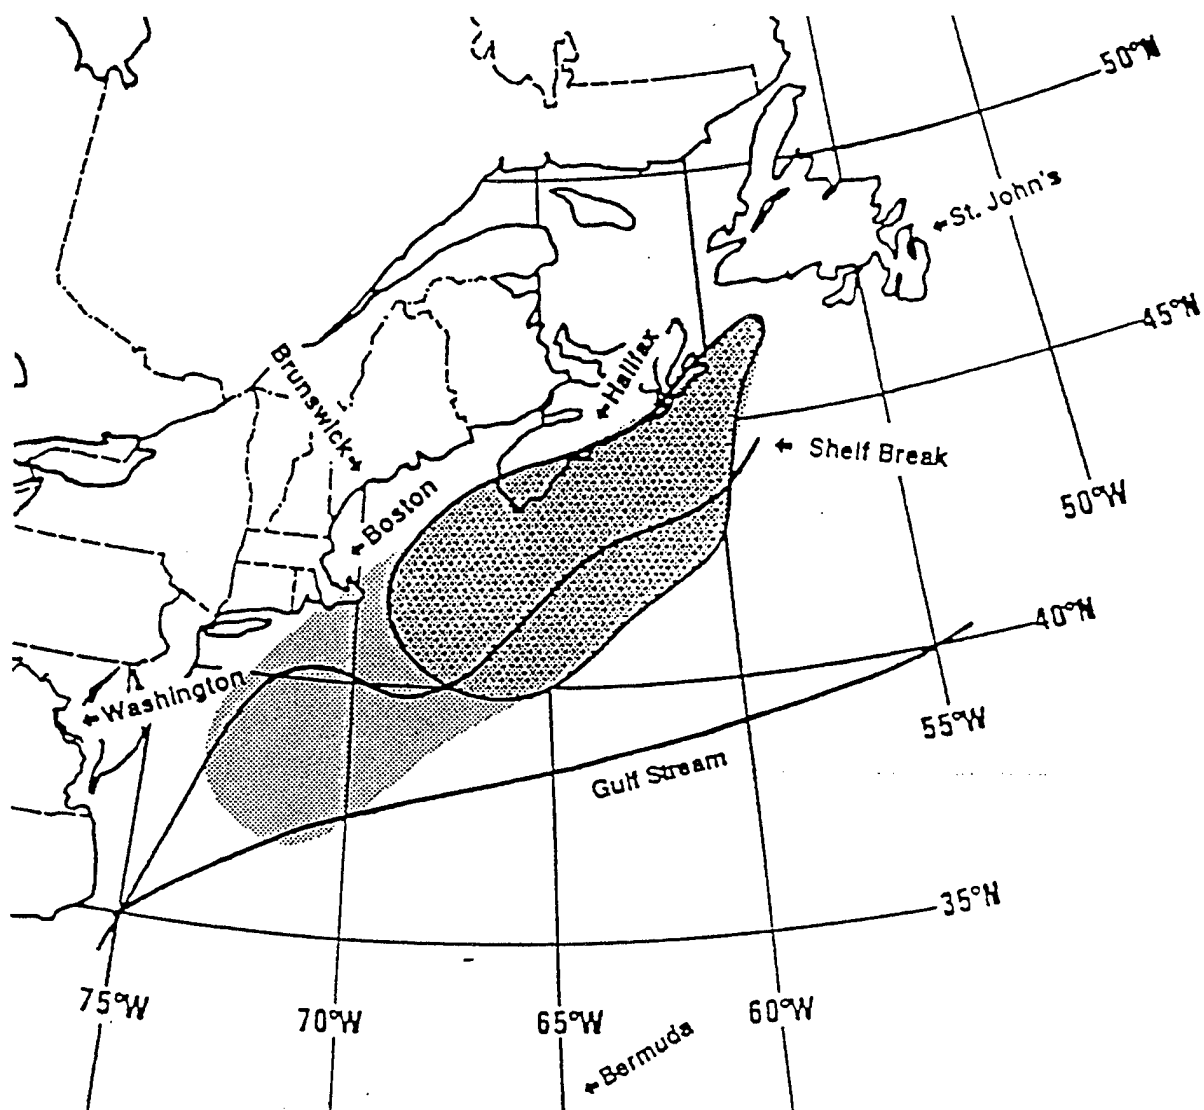 50°N
St. John's
45°N
Brunswick
Halifax
Shelf Break
50°W
Boston
40°N
Washington
55°W
Gulf Stream
35°N
75°W
70°W
65°W
60°W
Bermuda